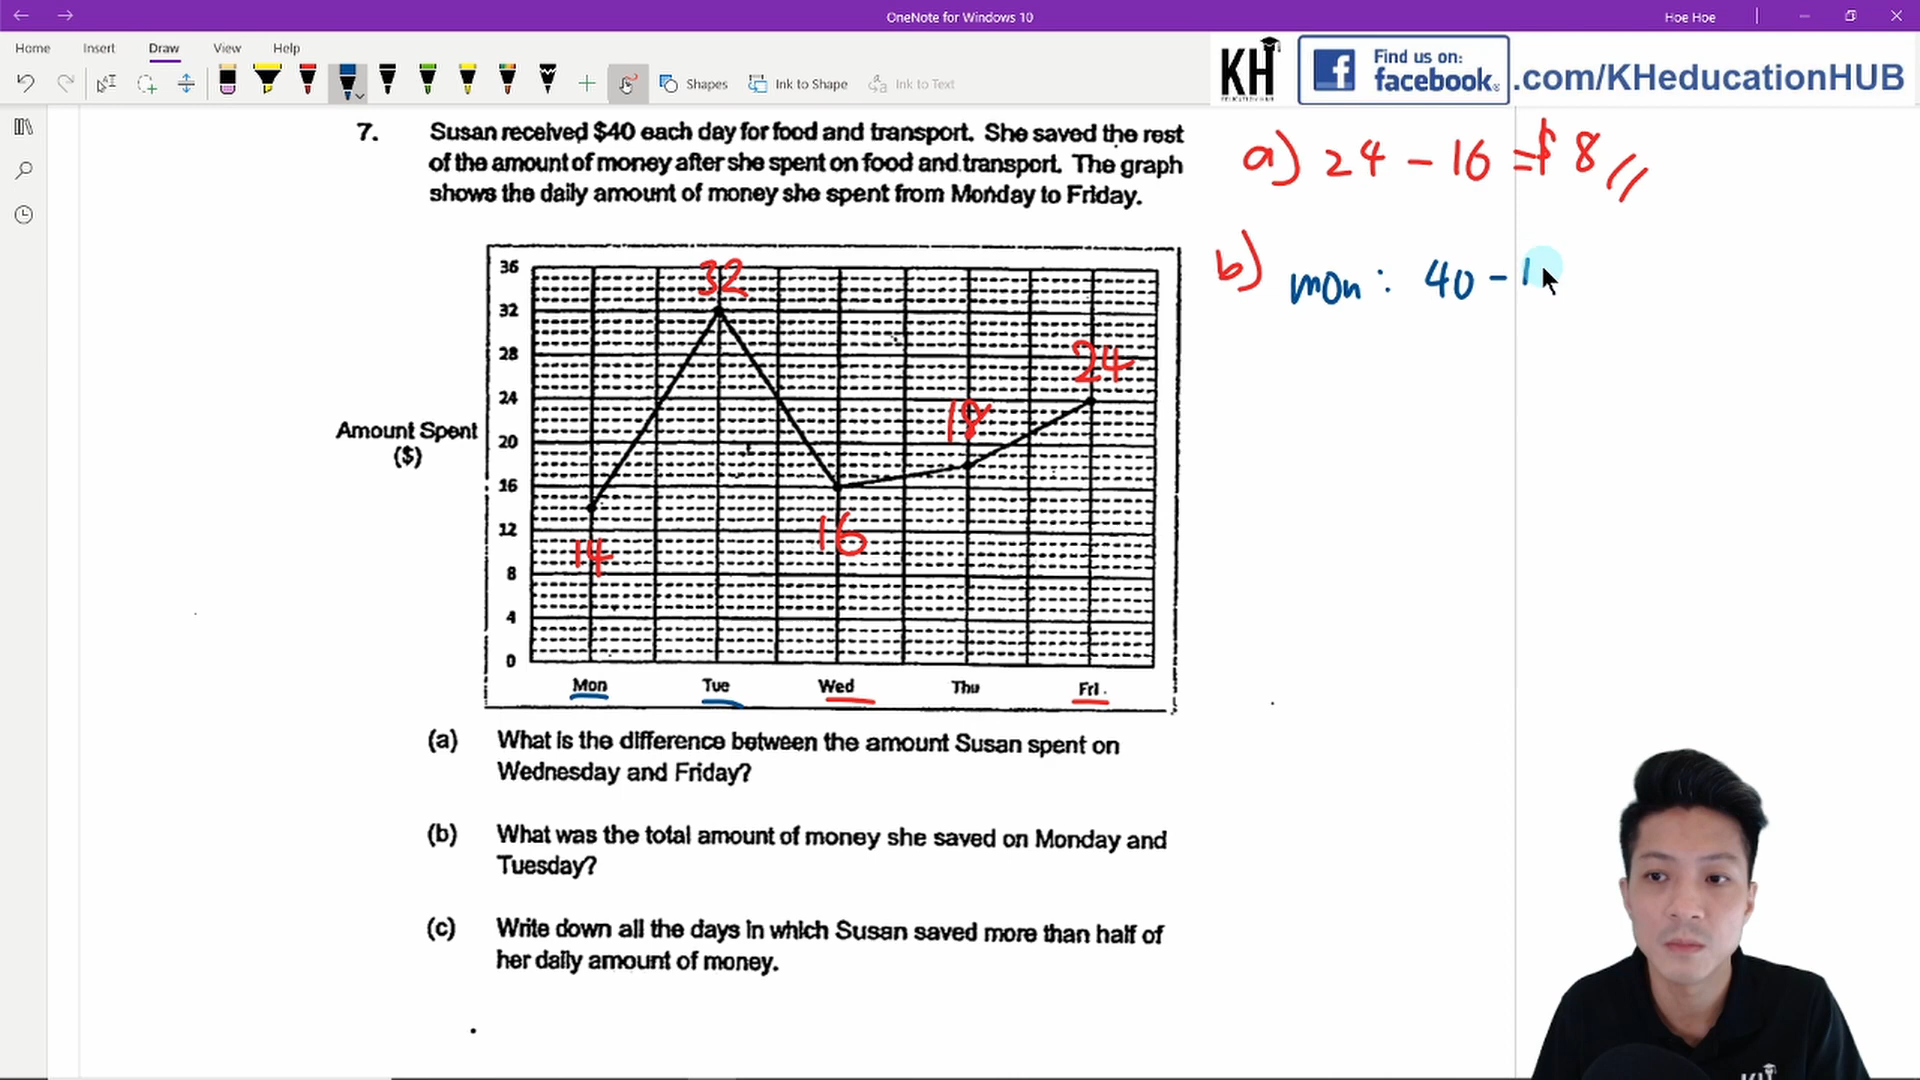 OneNote for Windows 10
Hoe Hoe
Home Insert Draw View Help
Shapes Ink to Shape Ink to Text
KH
Find us on:
facebook
.com/KHeducationHUB
7. Susan received $40 each day for food and transport. She saved the rest
of the amount of money after she spent on food and transport. The graph
shows the daily amount of money she spent from Monday to Friday.
a) 24 - 16 = $8
b) mon : 40 - 1
36
32
28
24
20
16
12
8
4
0
Amount Spent
($)
32
24
18
16
14
Mon Tue Wed Thu Fri
(a) What is the difference between the amount Susan spent on
Wednesday and Friday?
(b) What was the total amount of money she saved on Monday and
Tuesday?
(c) Write down all the days in which Susan saved more than half of
her daily amount of money.
KH